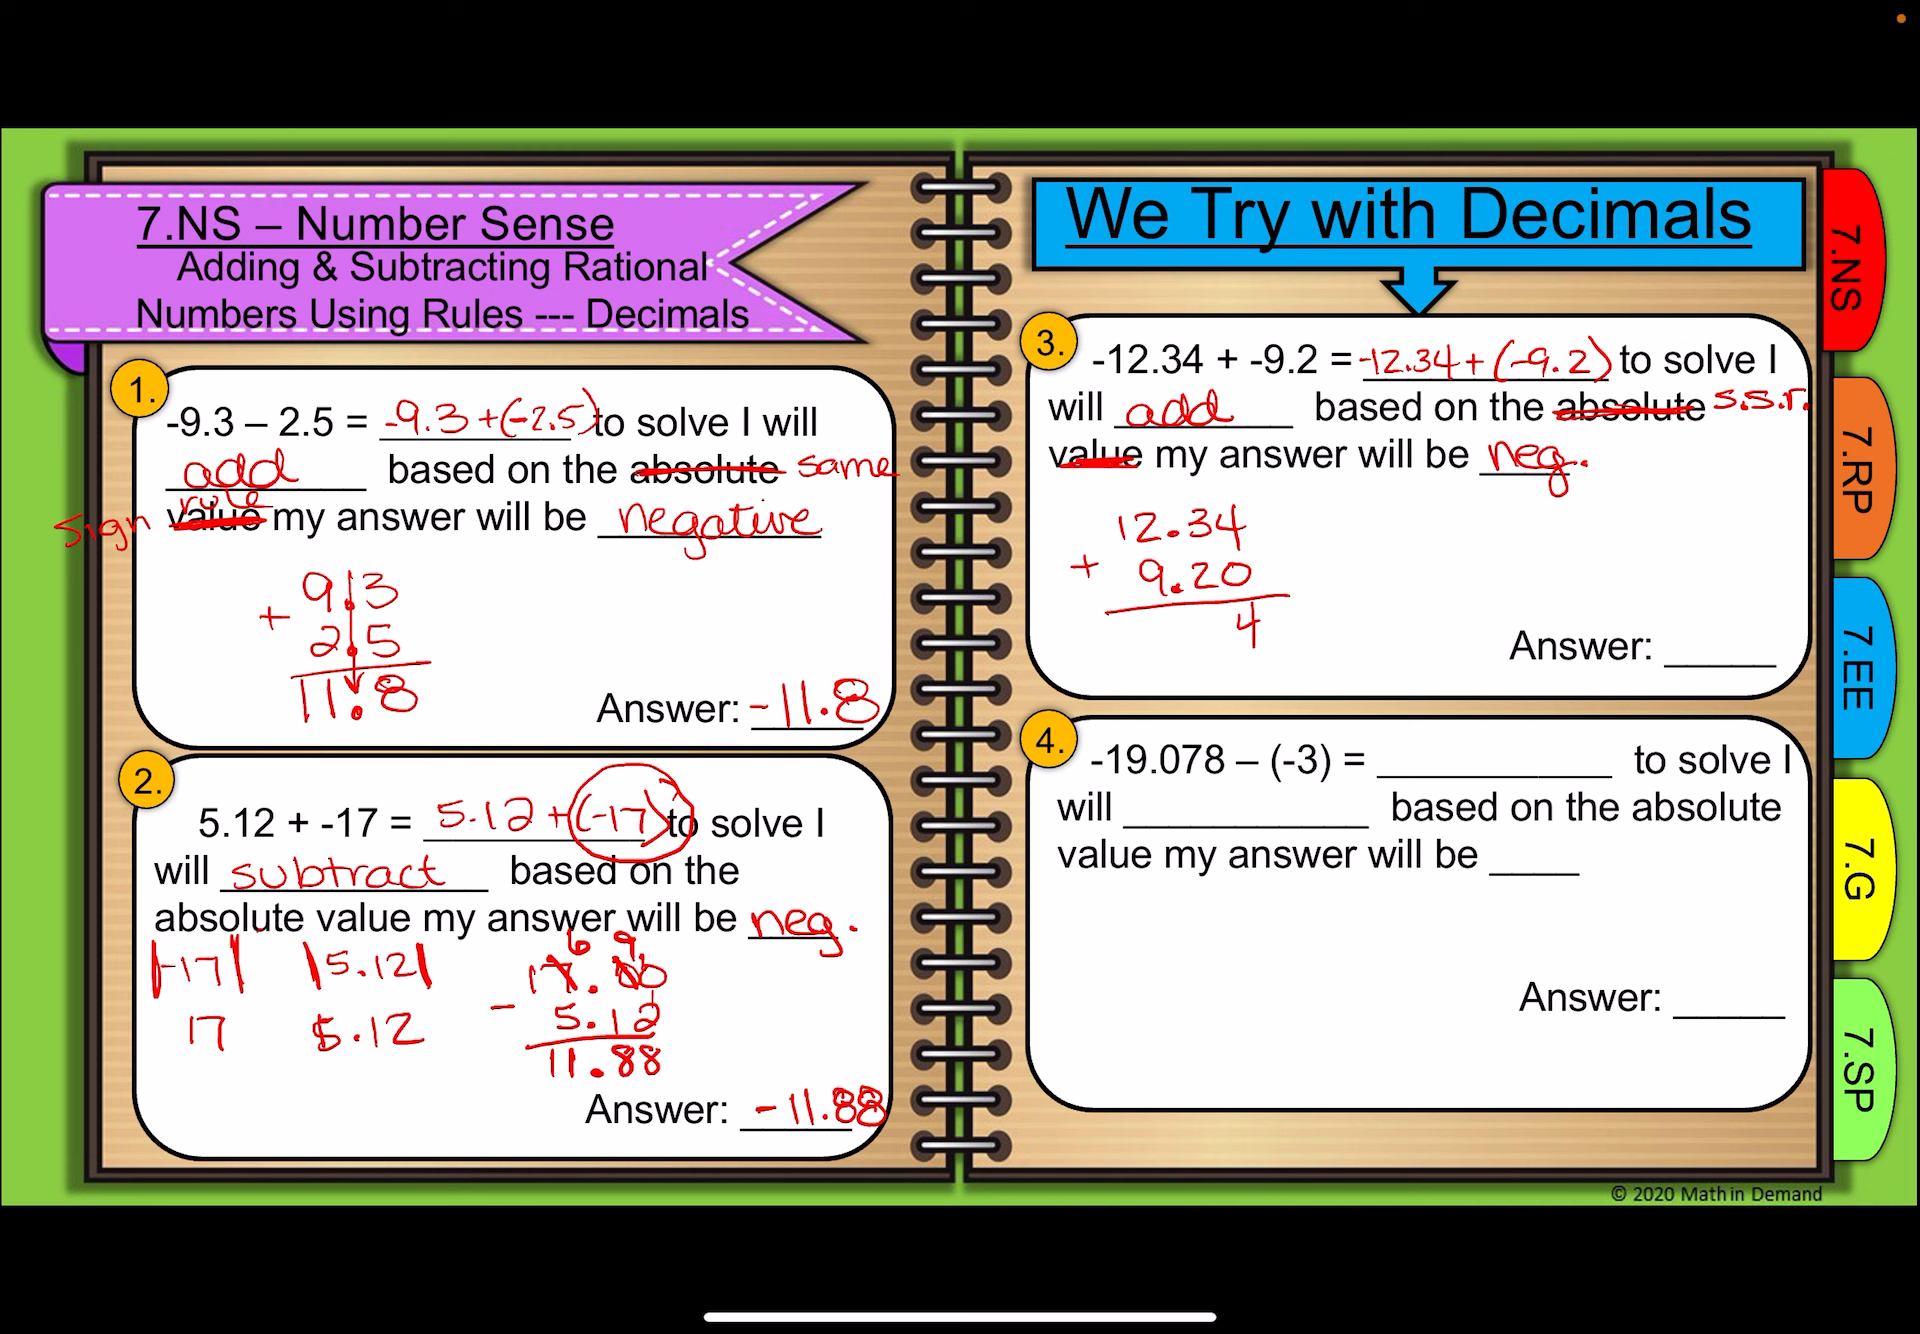 7.NS – Number Sense
Adding & Subtracting Rational
Numbers Using Rules --- Decimals
1.
-9.3 – 2.5 = -9.3 + (-2.5) to solve I will
add based on the absolute same
sign value rule my answer will be negative
9.3
+ 2.5
11.8
Answer: -11.8
2.
5.12 + -17 = 5.12 + (-17) to solve I
will subtract based on the
absolute value my answer will be neg.
|-17| |5.12|
17 5.12
6 9
17.00
- 5.12
11.88
Answer: -11.88
We Try with Decimals
3.
-12.34 + -9.2 = -12.34 + (-9.2) to solve I
will add based on the absolute s.s.r.
value my answer will be neg.
12.34
+ 9.20
4
Answer: _____
4.
-19.078 – (-3) = __________ to solve I
will ___________ based on the absolute
value my answer will be ____
Answer: _____
7.NS
7.RP
7.EE
7.G
7.SP
© 2020 Math in Demand